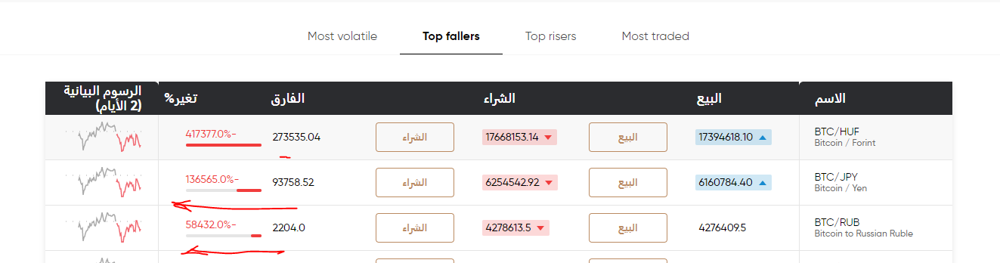 Most volatile
Top fallers
Top risers
Most traded
الاسم
البيع
الشراء
الفارق
تغير%
الرسوم البيانية
(2 الأيام)
BTC/HUF
Bitcoin / Forint
17394618.10
البيع
17668153.14
الشراء
273535.04
417377.0%-
BTC/JPY
Bitcoin / Yen
6160784.40
البيع
6254542.92
الشراء
93758.52
136565.0%-
BTC/RUB
Bitcoin to Russian Ruble
4276409.5
البيع
4278613.5
الشراء
2204.0
58432.0%-